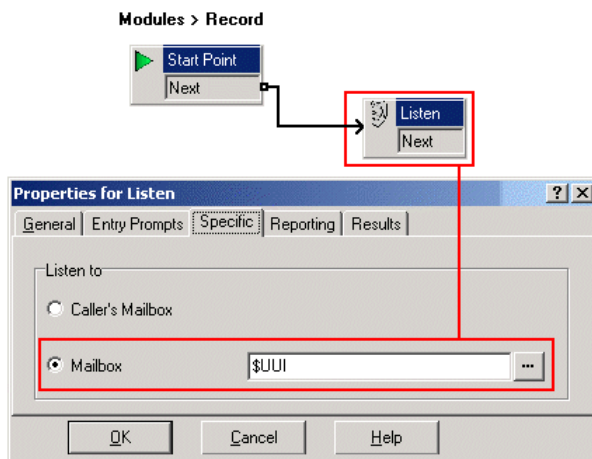 Modules > Record
Start Point
Next
Listen
Next
Properties for Listen
General Entry Prompts Specific Reporting Results
Listen to
Caller's Mailbox
Mailbox $UUI ...
OK Cancel Help